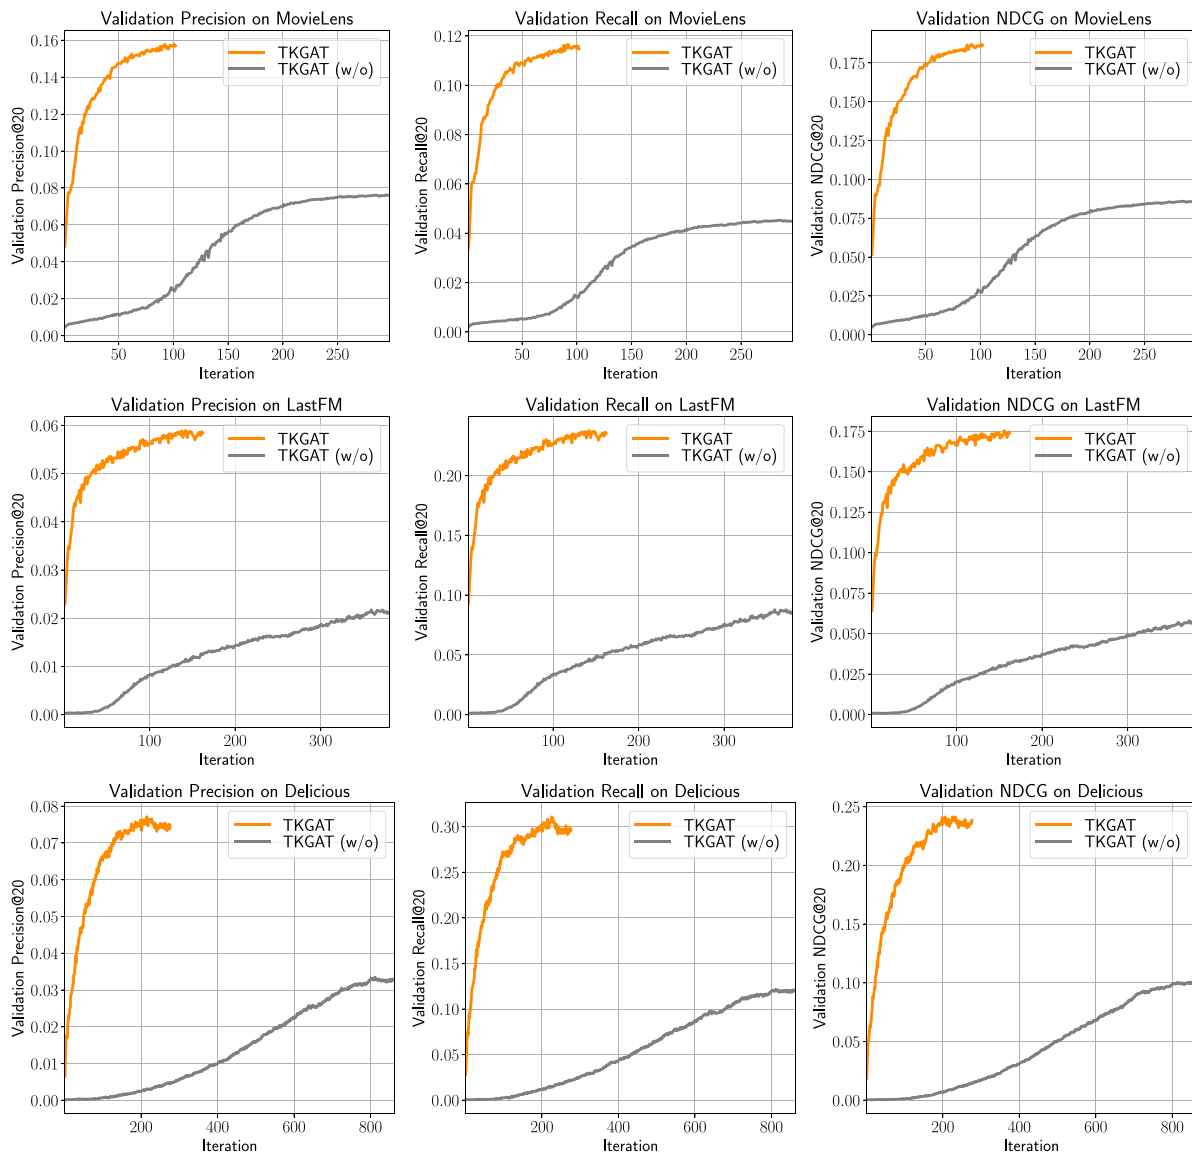 Validation Precision on MovieLens
Validation Precision@20
0.16
0.14
0.12
0.10
0.08
0.06
0.04
0.02
0.00
TKGAT
TKGAT (w/o)
50 100 150 200 250
Iteration
Validation Recall on MovieLens
Validation Recall@20
0.12
0.10
0.08
0.06
0.04
0.02
0.00
TKGAT
TKGAT (w/o)
50 100 150 200 250
Iteration
Validation NDCG on MovieLens
Validation NDCG@20
0.175
0.150
0.125
0.100
0.075
0.050
0.025
0.000
TKGAT
TKGAT (w/o)
50 100 150 200 250
Iteration
Validation Precision on LastFM
Validation Precision@20
0.06
0.05
0.04
0.03
0.02
0.01
0.00
TKGAT
TKGAT (w/o)
100 200 300
Iteration
Validation Recall on LastFM
Validation Recall@20
0.20
0.15
0.10
0.05
0.00
TKGAT
TKGAT (w/o)
100 200 300
Iteration
Validation NDCG on LastFM
Validation NDCG@20
0.175
0.150
0.125
0.100
0.075
0.050
0.025
0.000
TKGAT
TKGAT (w/o)
100 200 300
Iteration
Validation Precision on Delicious
Validation Precision@20
0.08
0.07
0.06
0.05
0.04
0.03
0.02
0.01
0.00
TKGAT
TKGAT (w/o)
200 400 600 800
Iteration
Validation Recall on Delicious
Validation Recall@20
0.30
0.25
0.20
0.15
0.10
0.05
0.00
TKGAT
TKGAT (w/o)
200 400 600 800
Iteration
Validation NDCG on Delicious
Validation NDCG@20
0.25
0.20
0.15
0.10
0.05
0.00
TKGAT
TKGAT (w/o)
200 400 600 800
Iteration